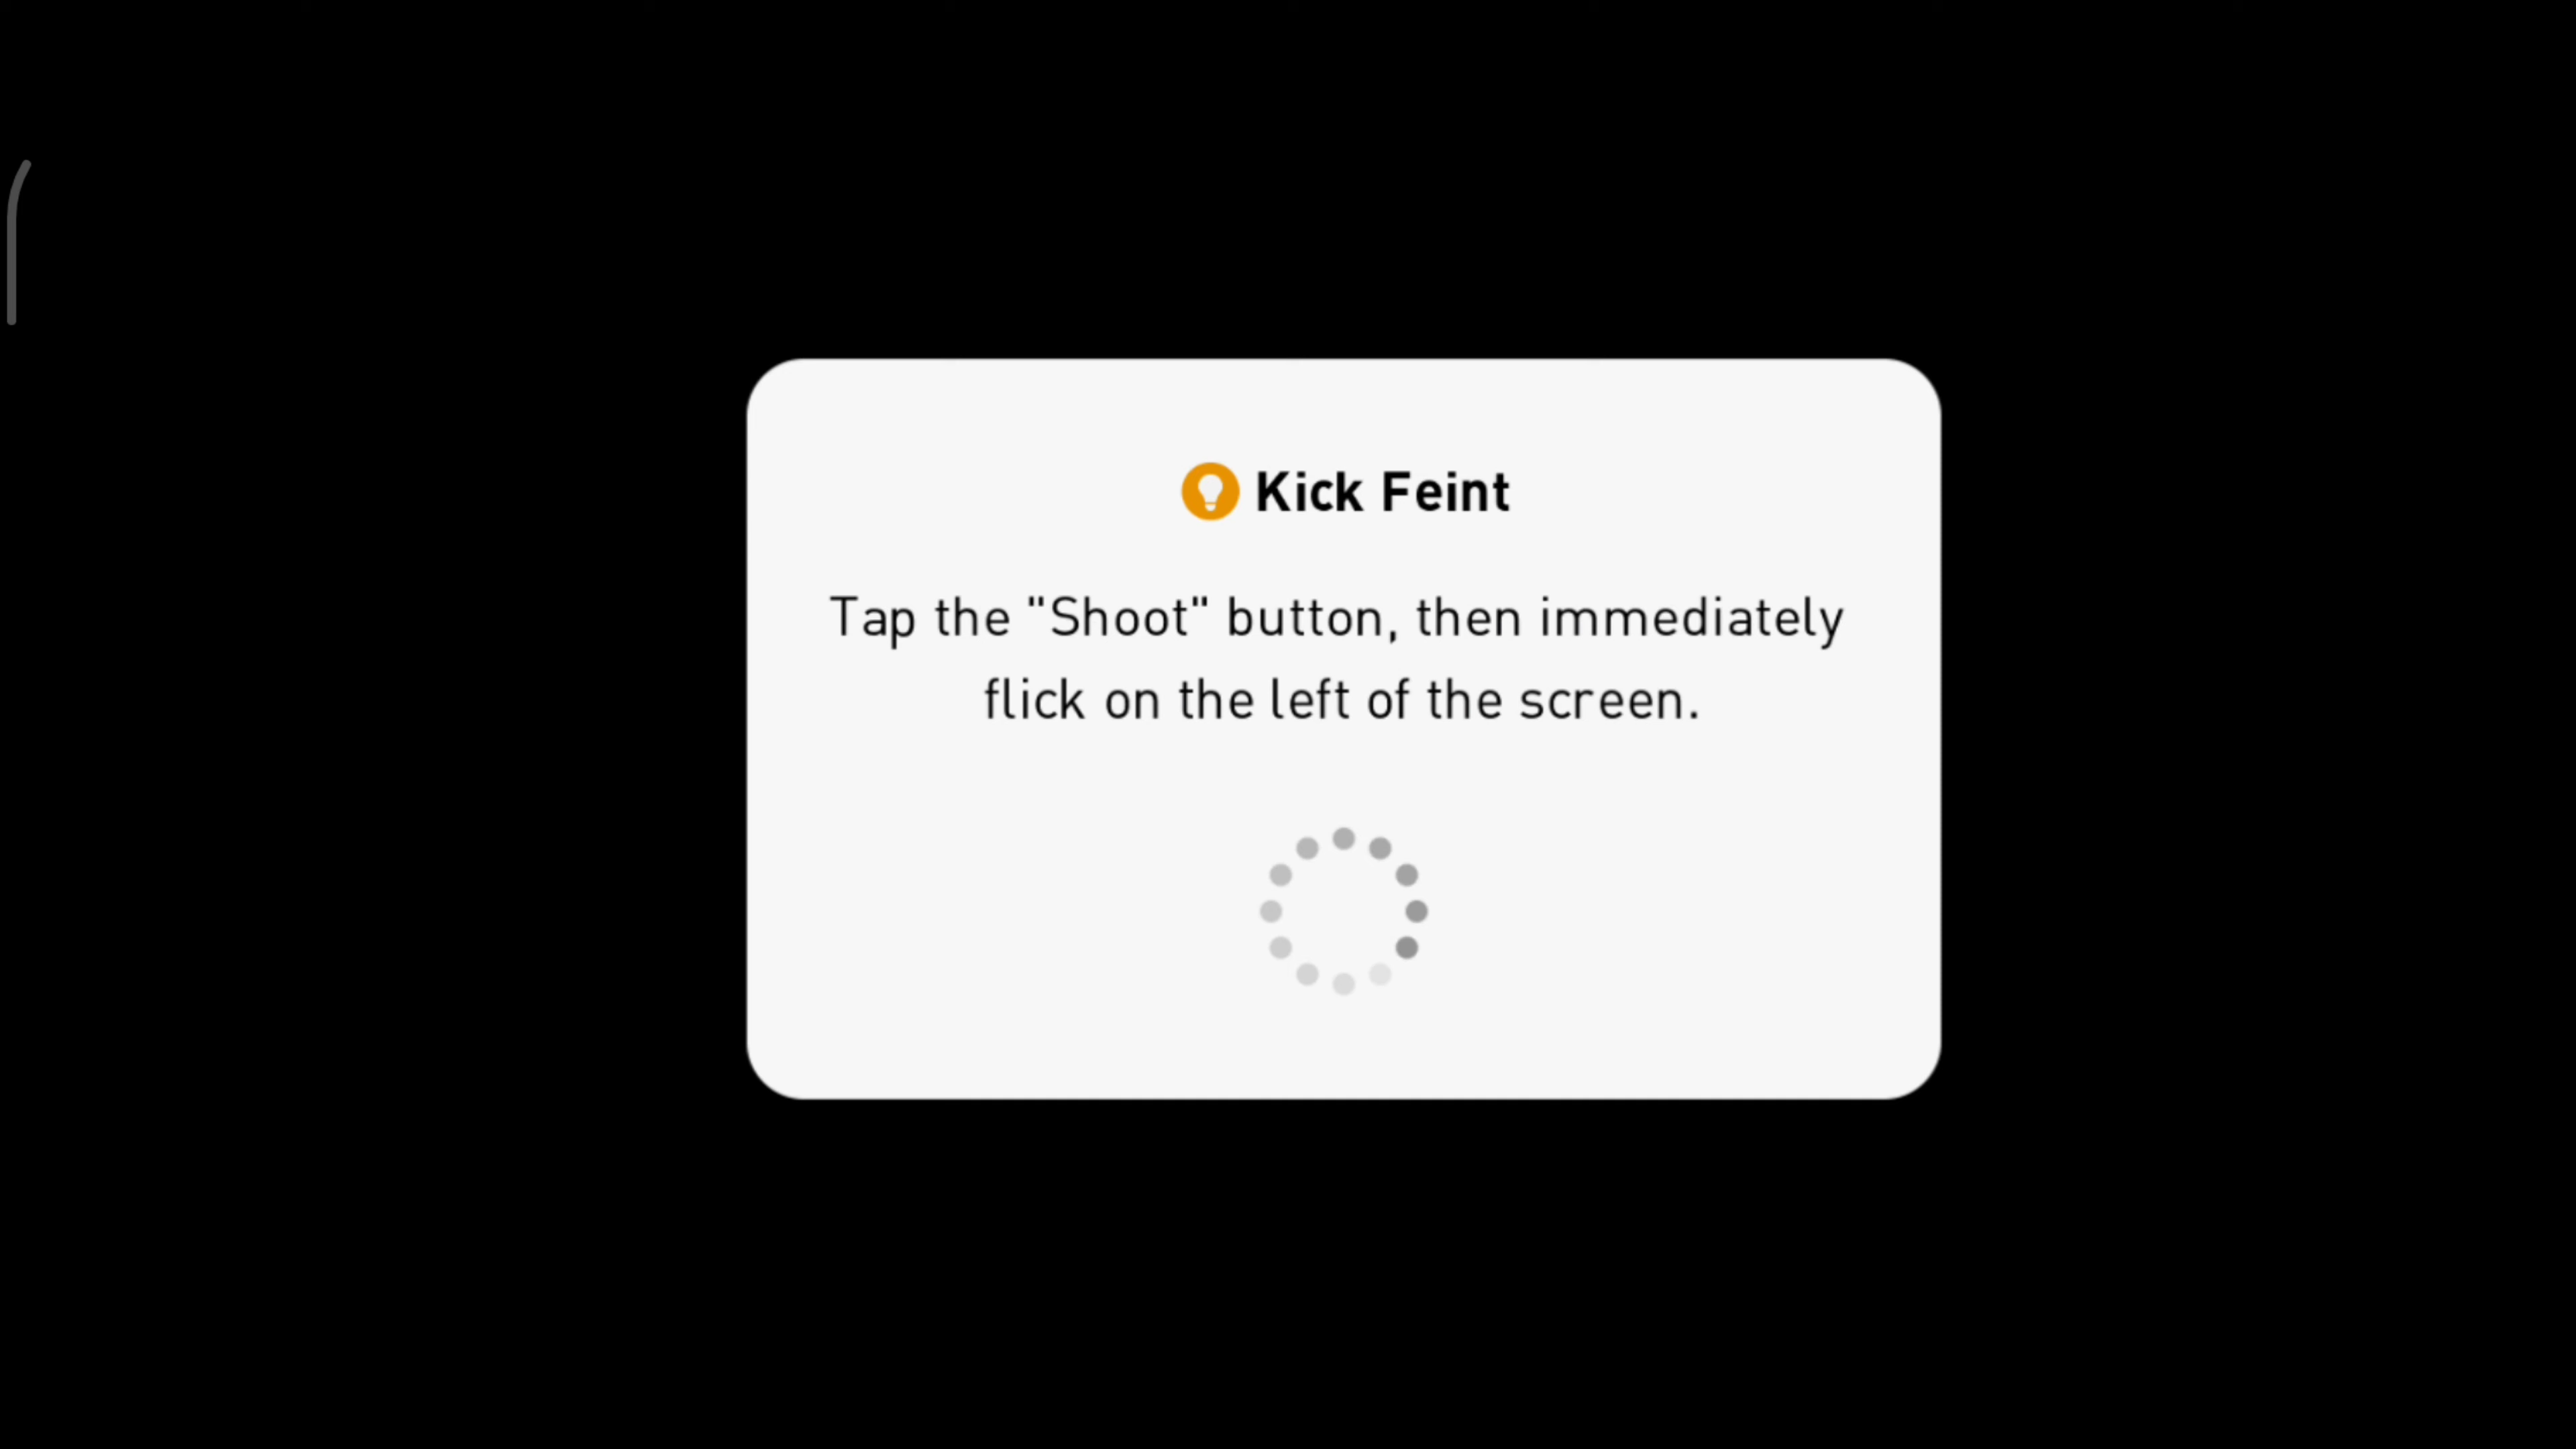 Kick Feint
Tap the "Shoot" button, then immediately
flick on the left of the screen.